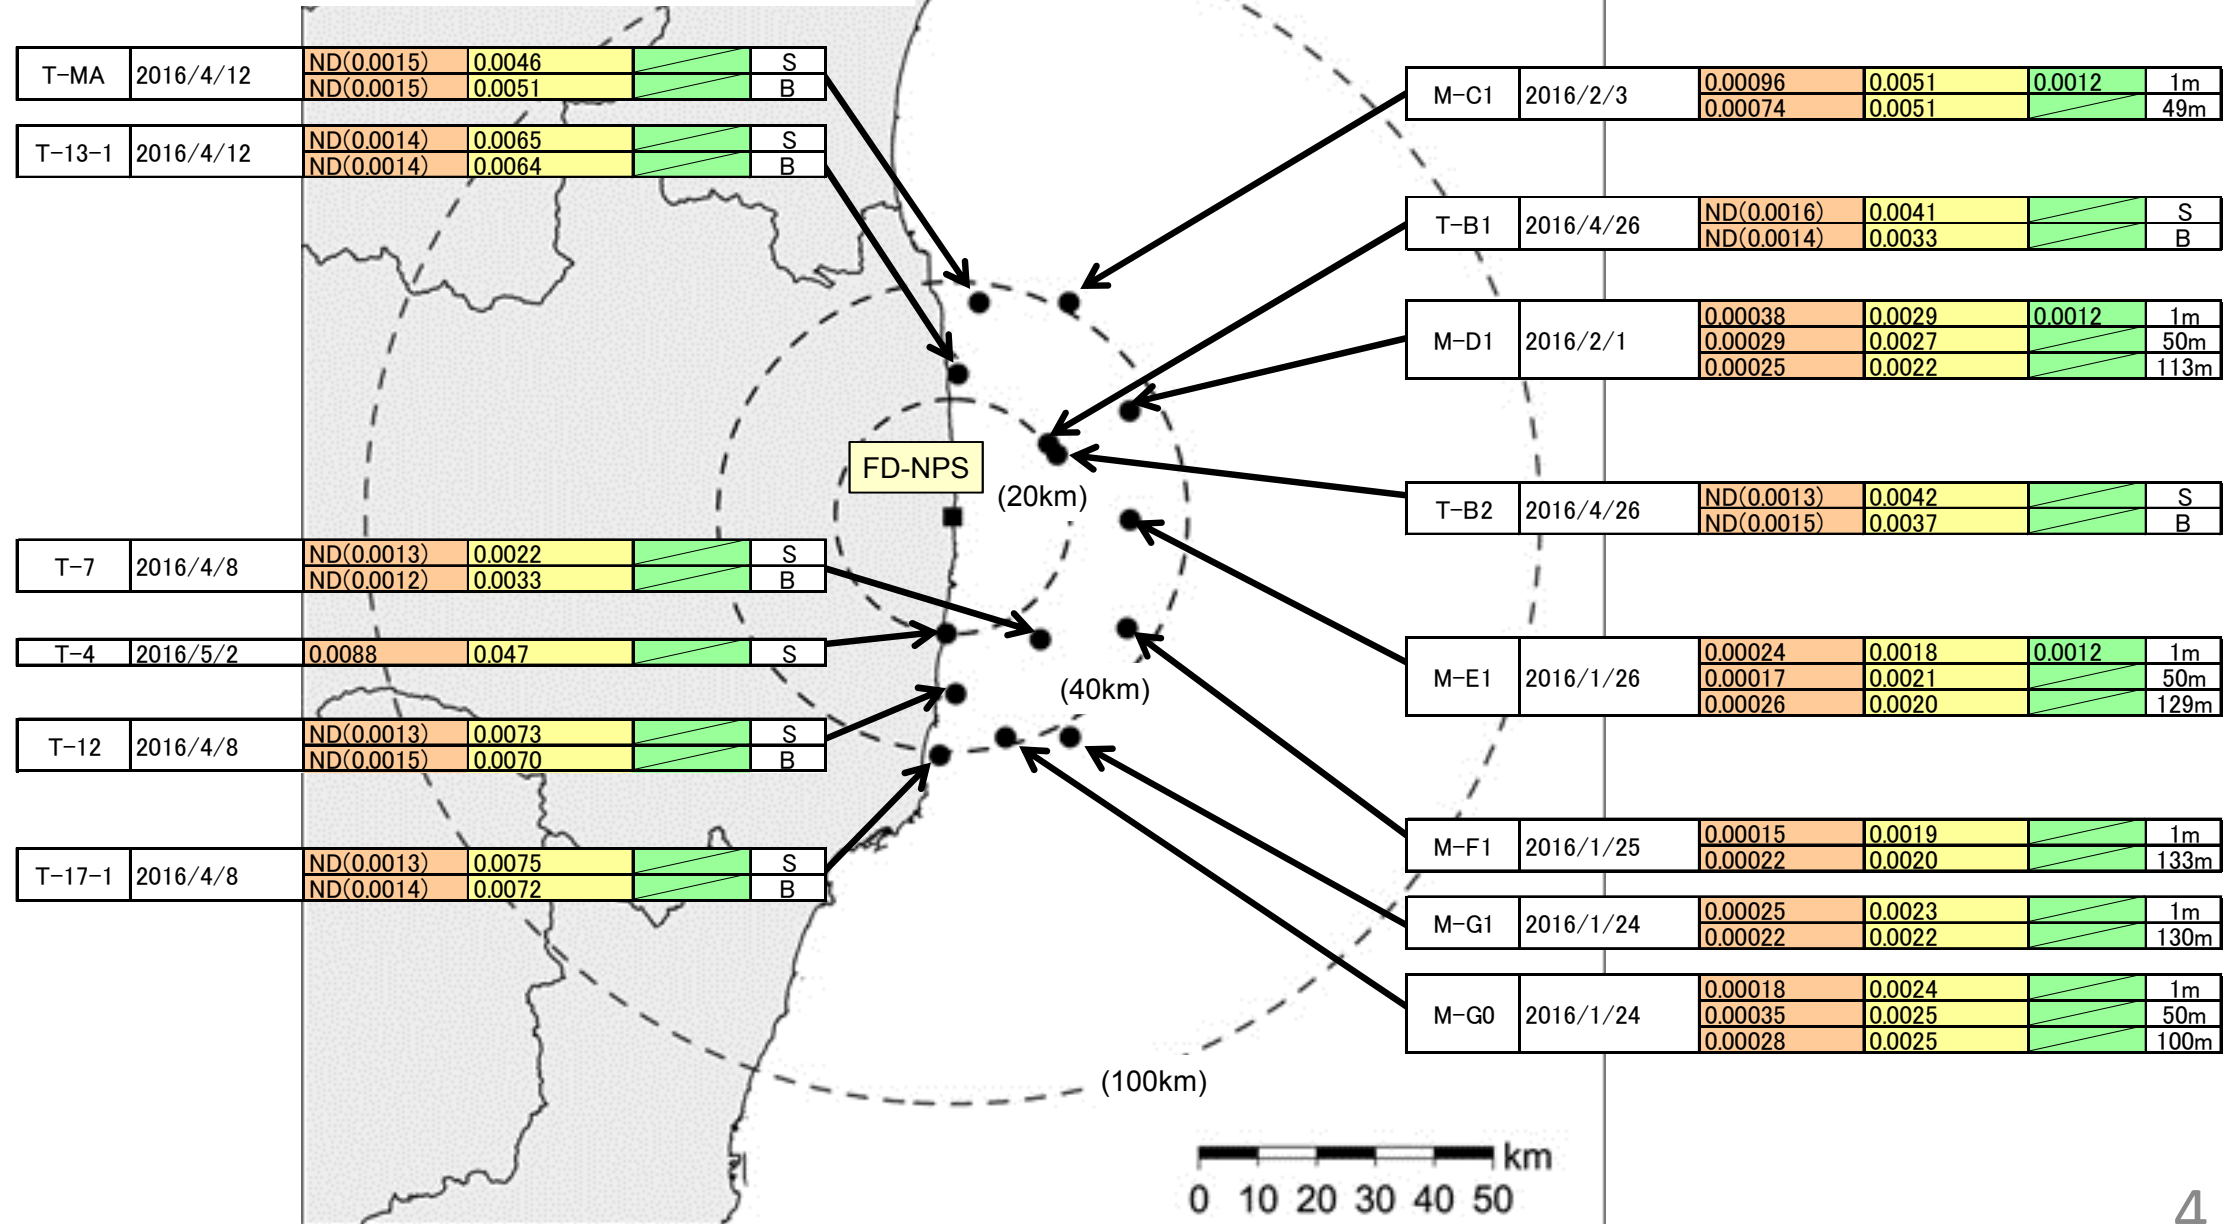 T-MA 2016/4/12 ND(0.0015) 0.0046 S
ND(0.0015) 0.0051 B
T-13-1 2016/4/12 ND(0.0014) 0.0065 S
ND(0.0014) 0.0064 B
T-7 2016/4/8 ND(0.0013) 0.0022 S
ND(0.0012) 0.0033 B
T-4 2016/5/2 0.0088 0.047 S
T-12 2016/4/8 ND(0.0013) 0.0073 S
ND(0.0015) 0.0070 B
T-17-1 2016/4/8 ND(0.0013) 0.0075 S
ND(0.0014) 0.0072 B
FD-NPS
(20km)
(40km)
(100km)
M-C1 2016/2/3 0.00096 0.0051 0.0012 1m
0.00074 0.0051 49m
T-B1 2016/4/26 ND(0.0016) 0.0041 S
ND(0.0014) 0.0033 B
M-D1 2016/2/1 0.00038 0.0029 0.0012 1m
0.00029 0.0027 50m
0.00025 0.0022 113m
T-B2 2016/4/26 ND(0.0013) 0.0042 S
ND(0.0015) 0.0037 B
M-E1 2016/1/26 0.00024 0.0018 0.0012 1m
0.00017 0.0021 50m
0.00026 0.0020 129m
M-F1 2016/1/25 0.00015 0.0019 1m
0.00022 0.0020 133m
M-G1 2016/1/24 0.00025 0.0023 1m
0.00022 0.0022 130m
M-G0 2016/1/24 0.00018 0.0024 1m
0.00035 0.0025 50m
0.00028 0.0025 100m
km
0 10 20 30 40 50
4